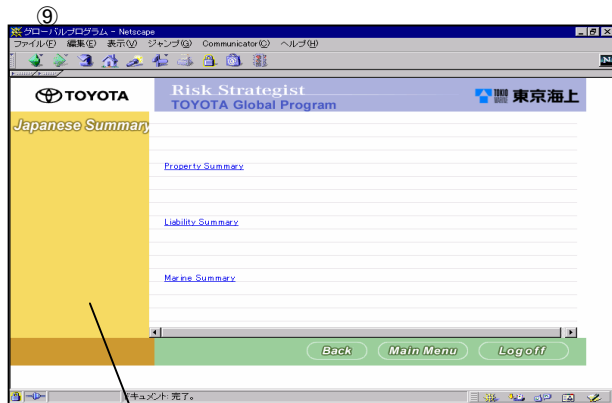 ⑨
グローバルプログラム - Netscape
ファイル(F) 編集(E) 表示(V) ジャンプ(G) Communicator(C) ヘルプ(H)
TOYOTA
Risk Strategist
TOYOTA Global Program
東京海上
Japanese Summary
Property Summary
Liability Summary
Marine Summary
Back
Main Menu
Logoff
ドキュメント: 完了。